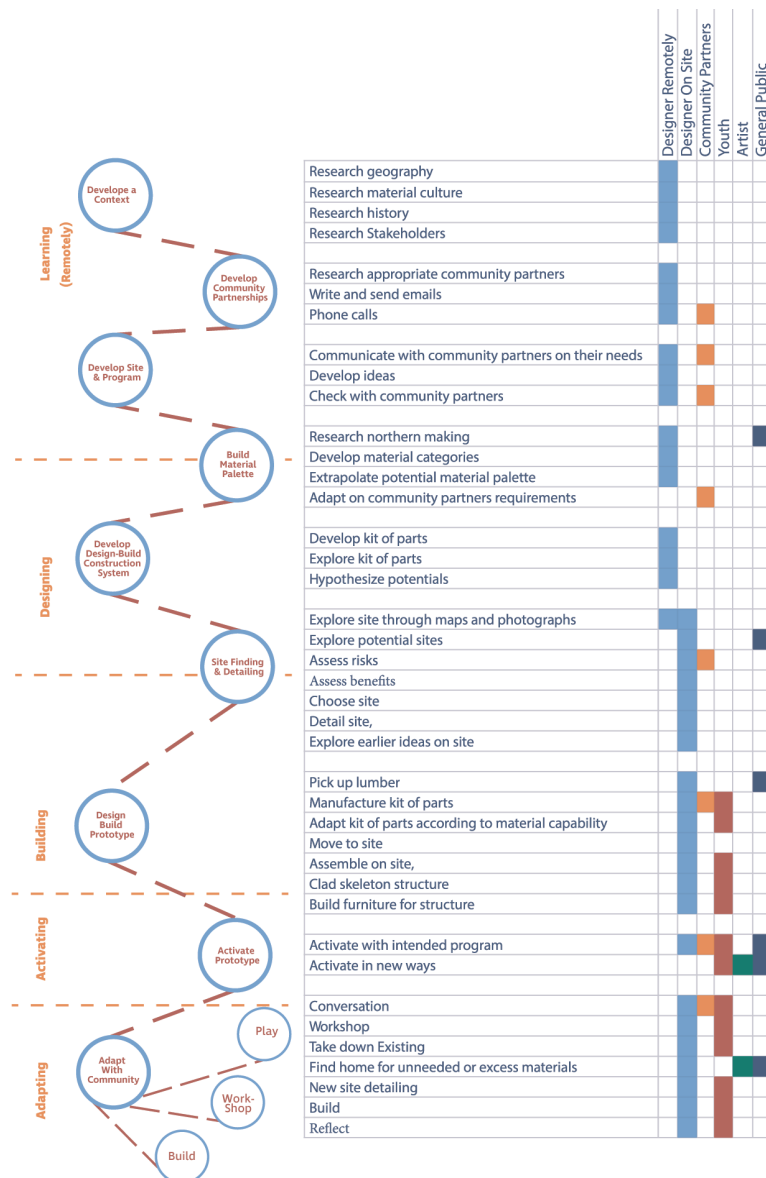 Designer Remotely
Designer On Site
Community Partners
Youth
Artist
General Public
Learning
(Remotely)
Develope a
Context
Develop
Community
Partnerships
Develop Site
& Program
Build
Material
Palette
Designing
Develop
Design-Build
Construction
System
Site Finding
& Detailing
Building
Design
Build
Prototype
Activating
Activate
Prototype
Adapting
Adapt
With
Community
Play
Work-
Shop
Build
Research geography
Research material culture
Research history
Research Stakeholders
Research appropriate community partners
Write and send emails
Phone calls
Communicate with community partners on their needs
Develop ideas
Check with community partners
Research northern making
Develop material categories
Extrapolate potential material palette
Adapt on community partners requirements
Develop kit of parts
Explore kit of parts
Hypothesize potentials
Explore site through maps and photographs
Explore potential sites
Assess risks
Assess benefits
Choose site
Detail site,
Explore earlier ideas on site
Pick up lumber
Manufacture kit of parts
Adapt kit of parts according to material capability
Move to site
Assemble on site,
Clad skeleton structure
Build furniture for structure
Activate with intended program
Activate in new ways
Conversation
Workshop
Take down Existing
Find home for unneeded or excess materials
New site detailing
Build
Reflect